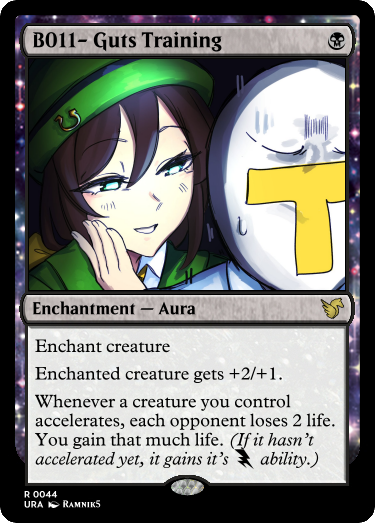 B011- Guts Training
T
Enchantment — Aura
Enchant creature
Enchanted creature gets +2/+1.
Whenever a creature you control
accelerates, each opponent loses 2 life.
You gain that much life. (If it hasn't
accelerated yet, it gains it's ability.)
R 0044
URA RAMNIKS